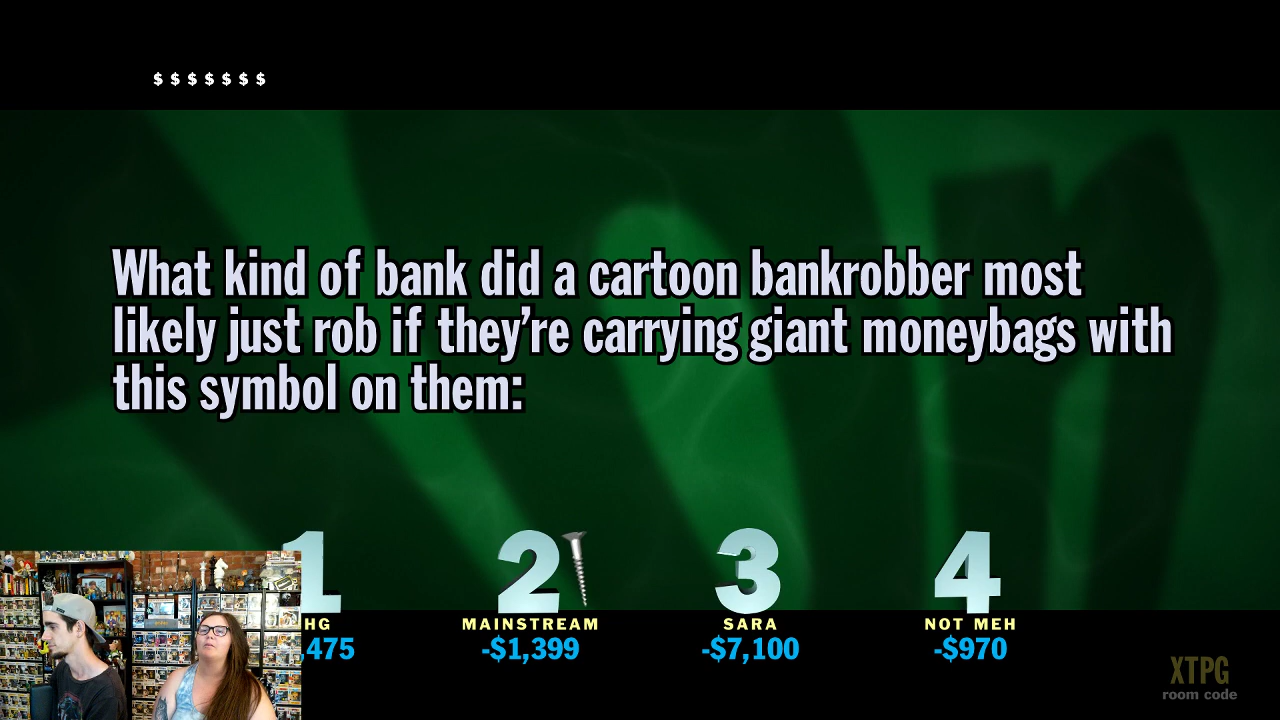 $ $ $ $ $ $ $
What kind of bank did a cartoon bankrobber most
likely just rob if they're carrying giant moneybags with
this symbol on them:
1 2 3 4
HG MAINSTREAM SARA NOT MEH
,475 -$1,399 -$7,100 -$970
XTPG
room code